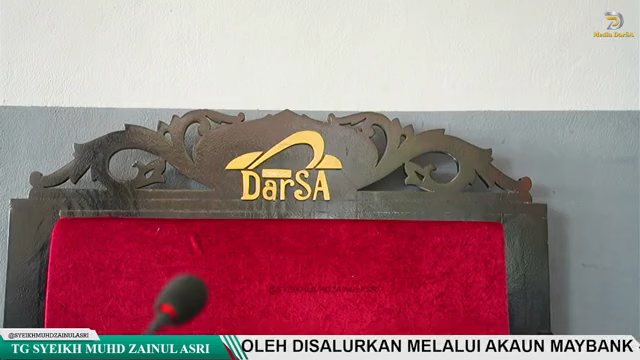 Media DarSA
DarSA
@SYEIKHMUHDZAINULASRI
TG SYEIKH MUHD ZAINUL ASRI
OLEH DISALURKAN MELALUI AKAUN MAYBANK